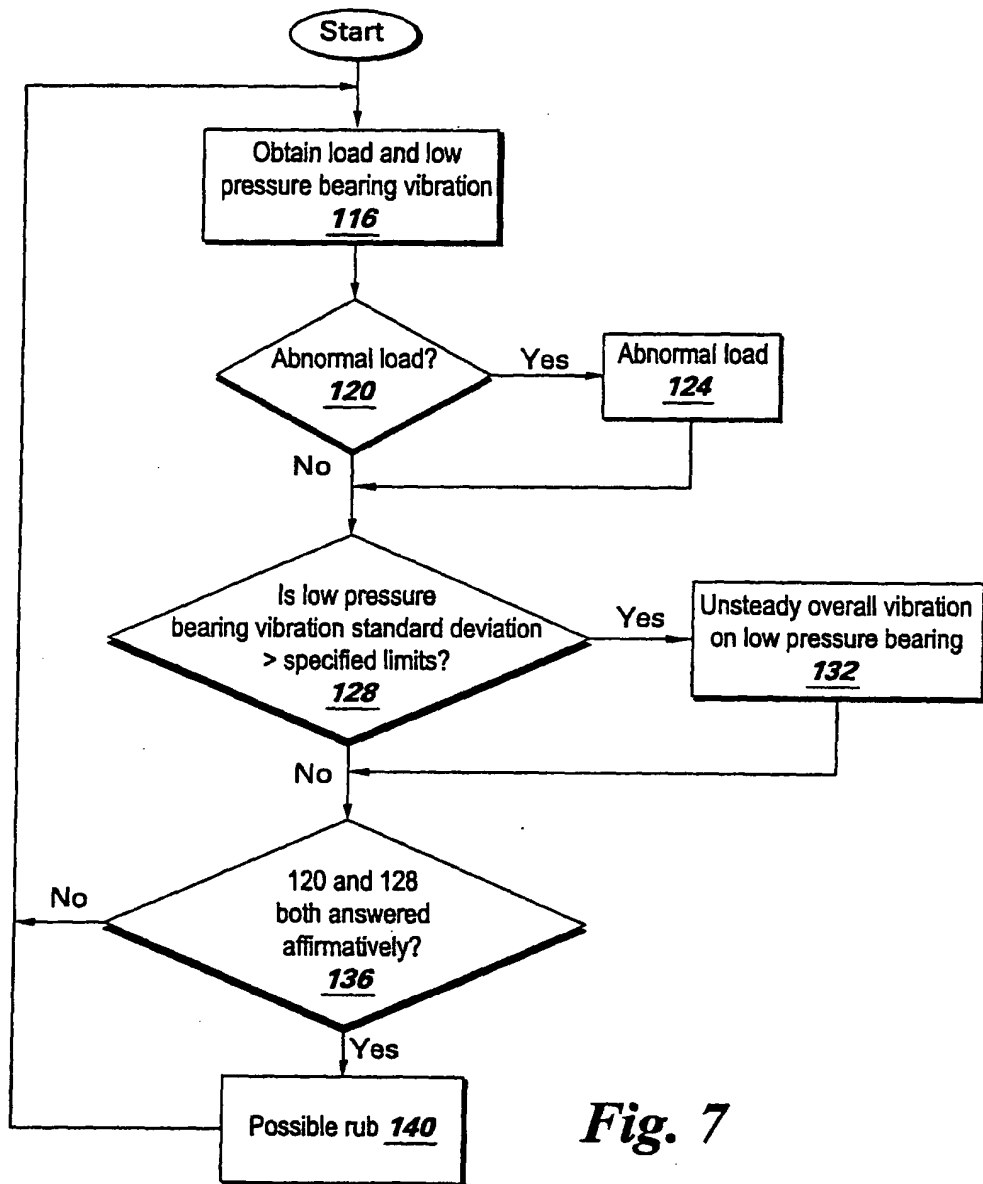 Start
Obtain load and low
pressure bearing vibration
116
Abnormal load?
120
Yes
Abnormal load
124
No
Is low pressure
bearing vibration standard deviation
> specified limits?
128
Yes
Unsteady overall vibration
on low pressure bearing
132
No
120 and 128
both answered
affirmatively?
136
No
Yes
Possible rub 140
Fig. 7